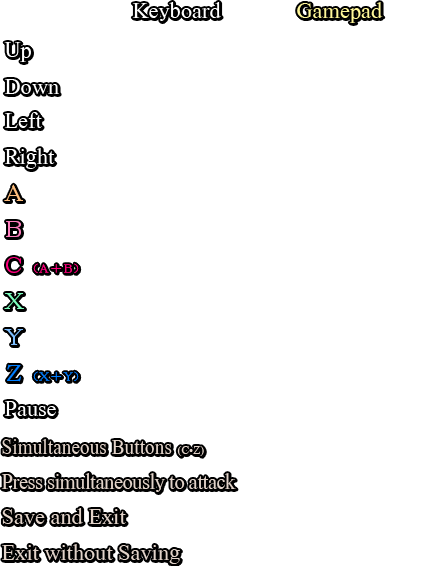 Keyboard Gamepad
Up
Down
Left
Right
A
B
C (A+B)
X
Y
Z (X+Y)
Pause
Simultaneous Buttons (C-Z)
Press simultaneously to attack
Save and Exit
Exit without Saving